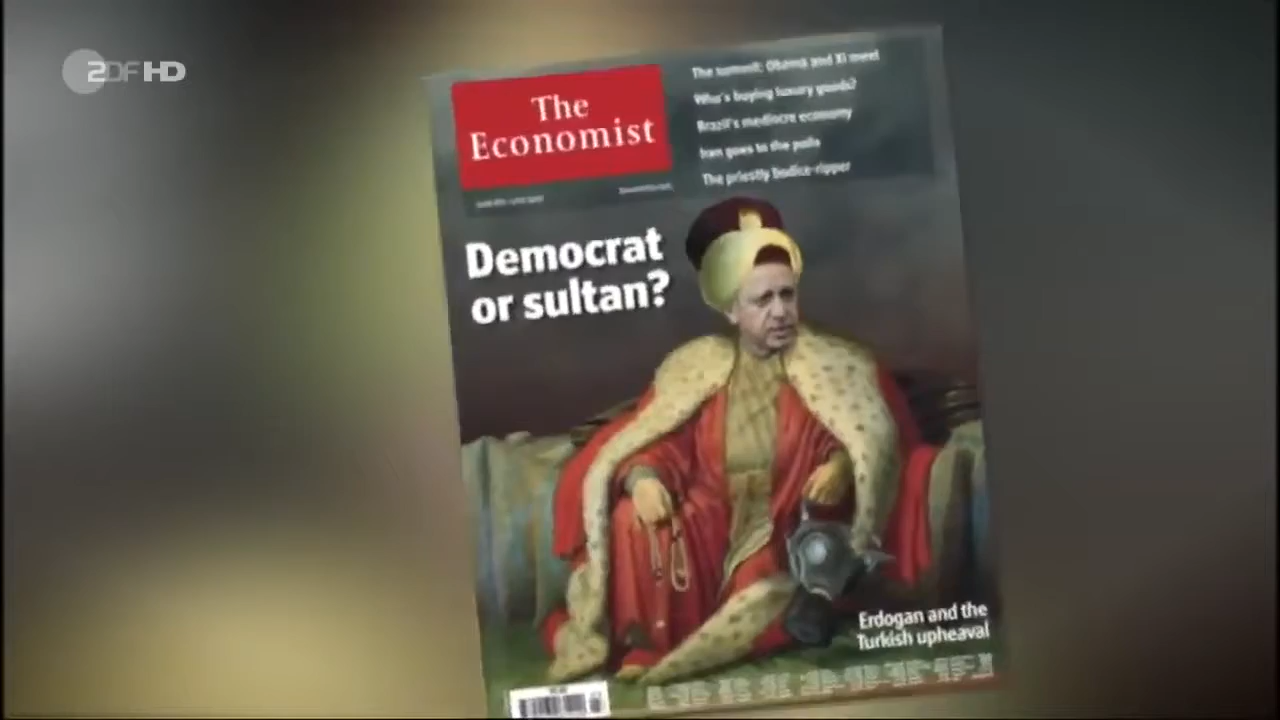 ZDF HD
The
Economist
The summit: Obama and Xi meet
Who's buying luxury goods?
Brazil's mediocre economy
Iran goes to the polls
The priestly bodice-ripper
Democrat
or sultan?
Erdogan and the
Turkish upheaval